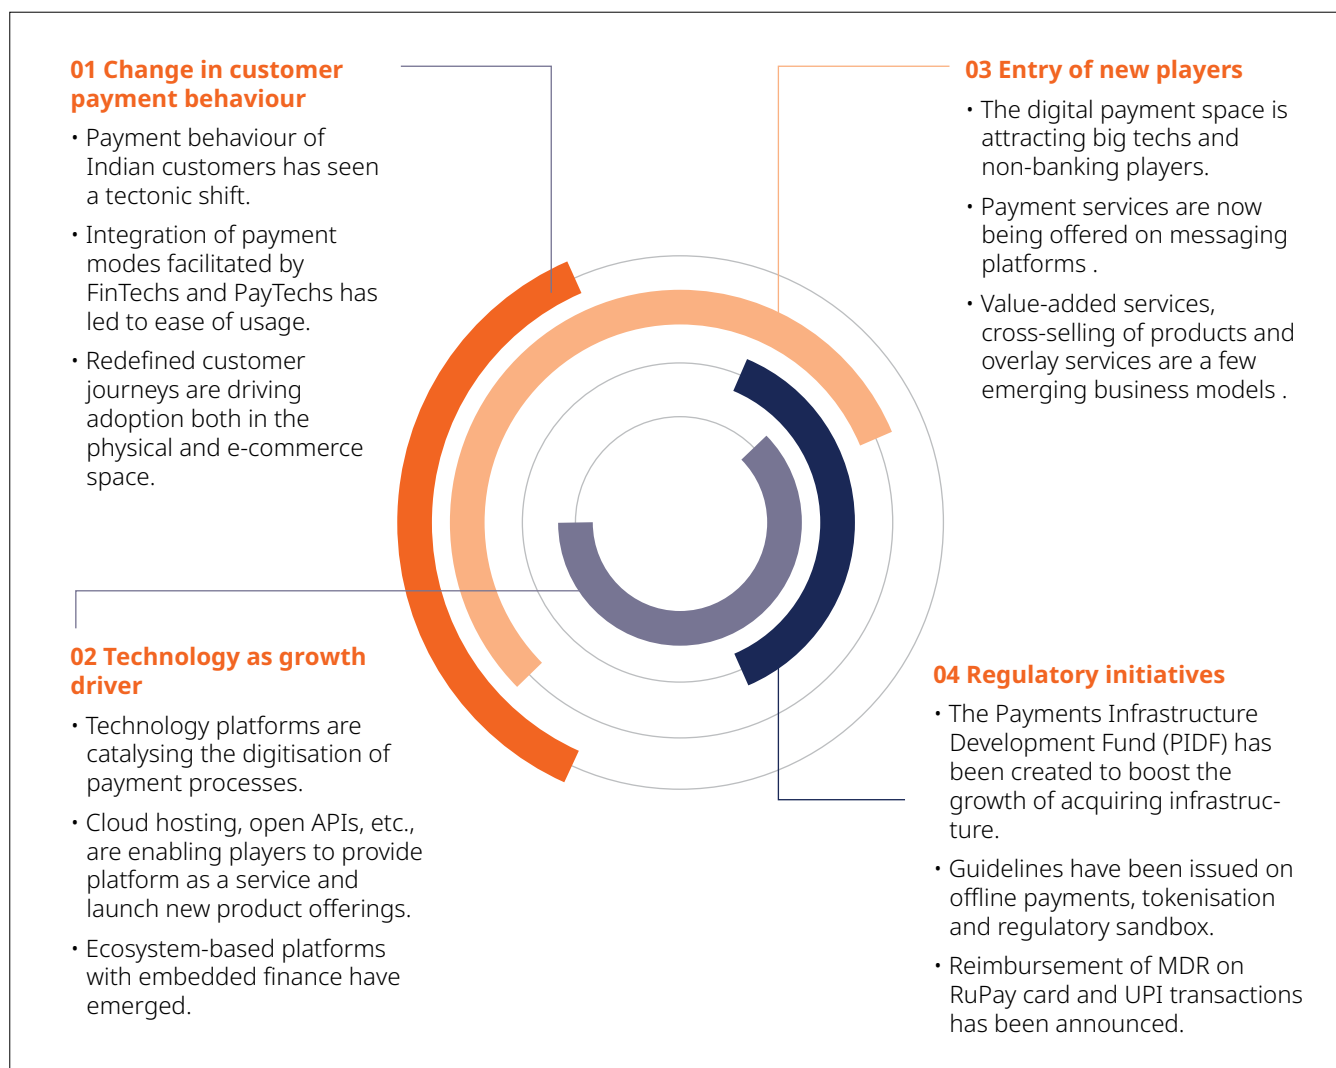 01 Change in customer
payment behaviour
• Payment behaviour of
Indian customers has seen
a tectonic shift.
• Integration of payment
modes facilitated by
FinTechs and PayTechs has
led to ease of usage.
• Redefined customer
journeys are driving
adoption both in the
physical and e-commerce
space.
02 Technology as growth
driver
• Technology platforms are
catalysing the digitisation of
payment processes.
• Cloud hosting, open APIs, etc.,
are enabling players to provide
platform as a service and
launch new product offerings.
• Ecosystem-based platforms
with embedded finance have
emerged.
03 Entry of new players
• The digital payment space is
attracting big techs and
non-banking players.
• Payment services are now
being offered on messaging
platforms .
• Value-added services,
cross-selling of products and
overlay services are a few
emerging business models .
04 Regulatory initiatives
• The Payments Infrastructure
Development Fund (PIDF) has
been created to boost the
growth of acquiring infrastruc-
ture.
• Guidelines have been issued on
offline payments, tokenisation
and regulatory sandbox.
• Reimbursement of MDR on
RuPay card and UPI transactions
has been announced.